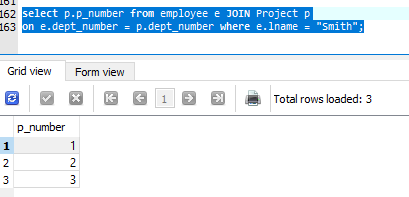 161
162 select p.p_number from employee e JOIN Project p
163 on e.dept_number = p.dept_number where e.lname = "Smith";
Grid view Form view
1 Total rows loaded: 3
p_number
1 1
2 2
3 3